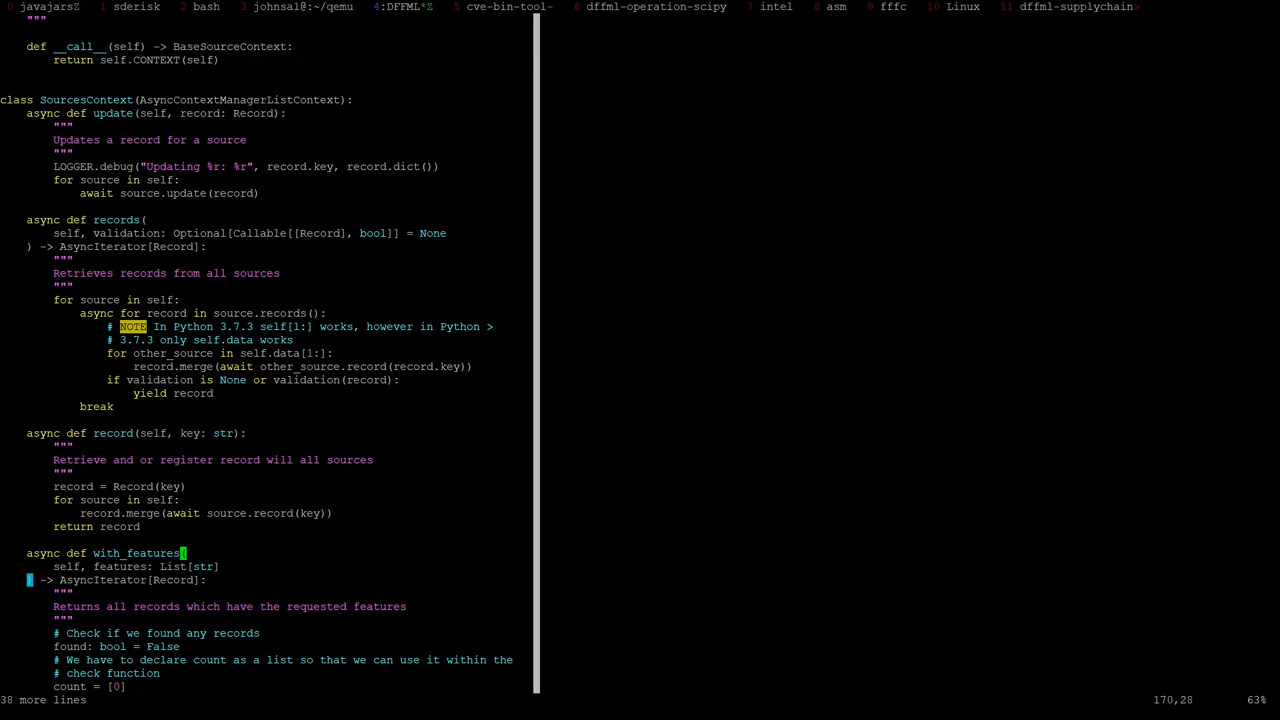 0 javajarsZ  1 sderisk  2 bash  3 johnsal@:~/qemu  4:DFFML*Z  5 cve-bin-tool-  6 dffml-operation-scipy  7 intel  8 asm  9 fffc  10 Linux  11 dffml-supplychain>
    """
    def __call__(self) -> BaseSourceContext:
        return self.CONTEXT(self)
class SourcesContext(AsyncContextManagerListContext):
    async def update(self, record: Record):
        """
        Updates a record for a source
        """
        LOGGER.debug("Updating %r: %r", record.key, record.dict())
        for source in self:
            await source.update(record)
    async def records(
        self, validation: Optional[Callable[[Record], bool]] = None
    ) -> AsyncIterator[Record]:
        """
        Retrieves records from all sources
        """
        for source in self:
            async for record in source.records():
                # NOTE In Python 3.7.3 self[1:] works, however in Python >
                # 3.7.3 only self.data works
                for other_source in self.data[1:]:
                    record.merge(await other_source.record(record.key))
                if validation is None or validation(record):
                    yield record
            break
    async def record(self, key: str):
        """
        Retrieve and or register record will all sources
        """
        record = Record(key)
        for source in self:
            record.merge(await source.record(key))
        return record
    async def with_features(
        self, features: List[str]
    ) -> AsyncIterator[Record]:
        """
        Returns all records which have the requested features
        """
        # Check if we found any records
        found: bool = False
        # We have to declare count as a list so that we can use it within the
        # check function
        count = [0]
38 more lines  170,28  63%